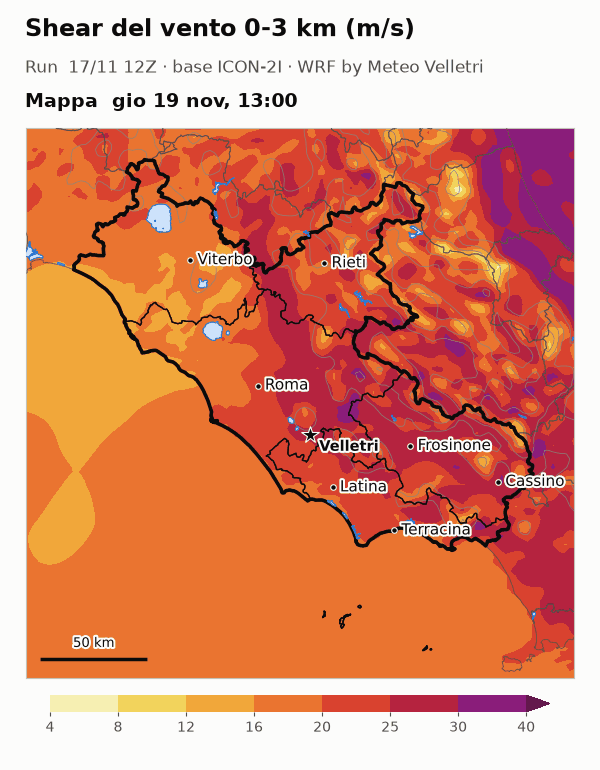 Shear del vento 0-3 km (m/s)
Run  17/11 12Z · base ICON-2I · WRF by Meteo Velletri
Mappa  gio 19 nov, 13:00
Viterbo
Rieti
Roma
Velletri
Frosinone
Latina
Cassino
Terracina
50 km
4 8 12 16 20 25 30 40